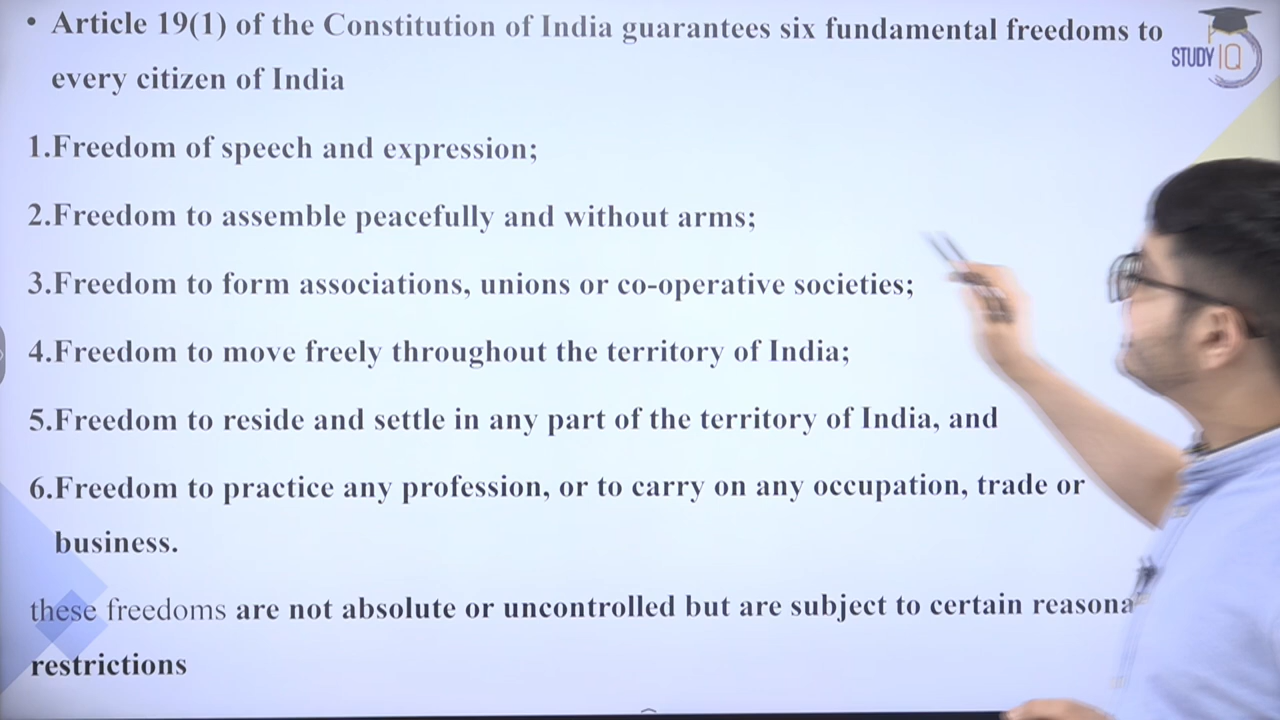 • Article 19(1) of the Constitution of India guarantees six fundamental freedoms to
every citizen of India
STUDY IQ
1.Freedom of speech and expression;
2.Freedom to assemble peacefully and without arms;
3.Freedom to form associations, unions or co-operative societies;
4.Freedom to move freely throughout the territory of India;
5.Freedom to reside and settle in any part of the territory of India, and
6.Freedom to practice any profession, or to carry on any occupation, trade or
business.
these freedoms are not absolute or uncontrolled but are subject to certain reasona
restrictions